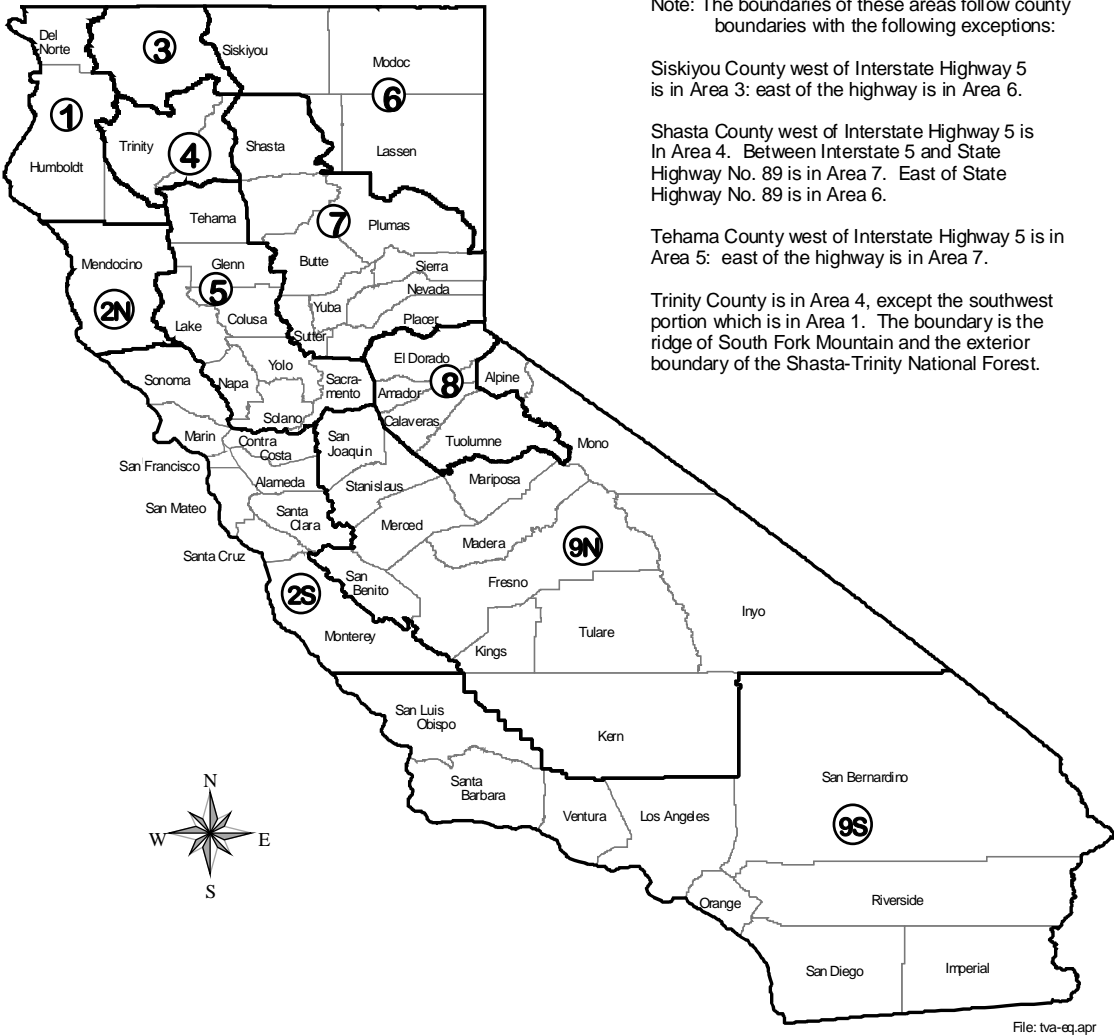 Note: The boundaries of these areas follow county
boundaries with the following exceptions:
Siskiyou County west of Interstate Highway 5
is in Area 3: east of the highway is in Area 6.
Shasta County west of Interstate Highway 5 is
In Area 4. Between Interstate 5 and State
Highway No. 89 is in Area 7. East of State
Highway No. 89 is in Area 6.
Tehama County west of Interstate Highway 5 is in
Area 5: east of the highway is in Area 7.
Trinity County is in Area 4, except the southwest
portion which is in Area 1. The boundary is the
ridge of South Fork Mountain and the exterior
boundary of the Shasta-Trinity National Forest.
Del
Norte
3
Siskiyou
Modoc
6
1
Humboldt
Trinity
4
Shasta
Lassen
Tehama
7
Plumas
Mendocino
Glenn
Butte
Sierra
5
Nevada
2N
Yuba
Lake
Colusa
Placer
Sutter
Yolo
El Dorado
Sonoma
Napa
Sacra-
mento
8
Alpine
Amador
Solano
Calaveras
Marin
Contra
Costa
San
Joaquin
Tuolumne
Mono
San Francisco
Alameda
Stanislaus
Mariposa
San Mateo
Santa
Clara
Merced
Madera
9N
Santa Cruz
San
Benito
Fresno
2S
Inyo
Monterey
Kings
Tulare
San Luis
Obispo
Kern
Santa
Barbara
San Bernardino
Ventura
Los Angeles
9S
Orange
Riverside
San Diego
Imperial
N
W
E
S
File: tva-eq.apr